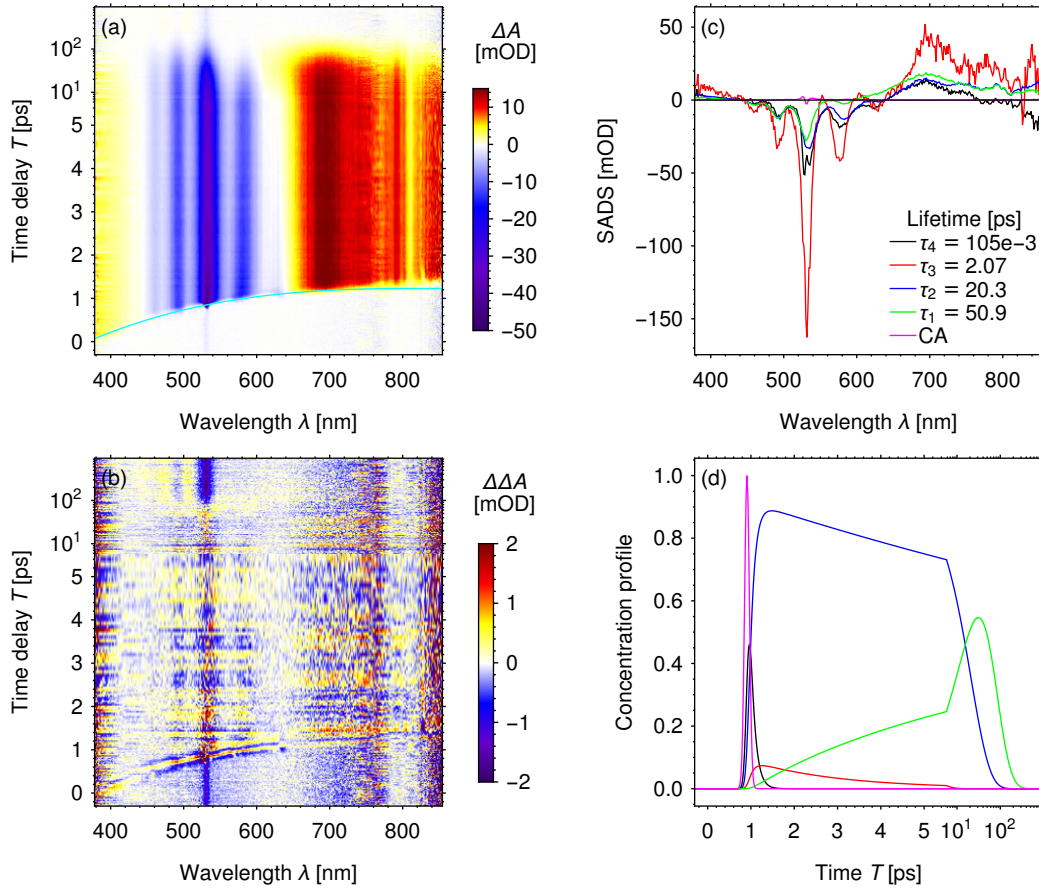 (a)
ΔA
[mOD]
Time delay T [ps]
10²
10¹
5
4
3
2
1
0
400 500 600 700 800
Wavelength λ [nm]
10
0
−10
−20
−30
−40
−50
(c)
SADS [mOD]
0
−50
−100
−150
Lifetime [ps]
τ₄ = 105e−3
τ₃ = 2.07
τ₂ = 20.3
τ₁ = 50.9
CA
400 500 600 700 800
Wavelength λ [nm]
(b)
ΔΔA
[mOD]
Time delay T [ps]
10²
10¹
5
4
3
2
1
0
400 500 600 700 800
Wavelength λ [nm]
2
1
0
−1
−2
(d)
Concentration profile
1.0
0.8
0.6
0.4
0.2
0.0
0 1 2 4 5 10¹ 10²
Time T [ps]